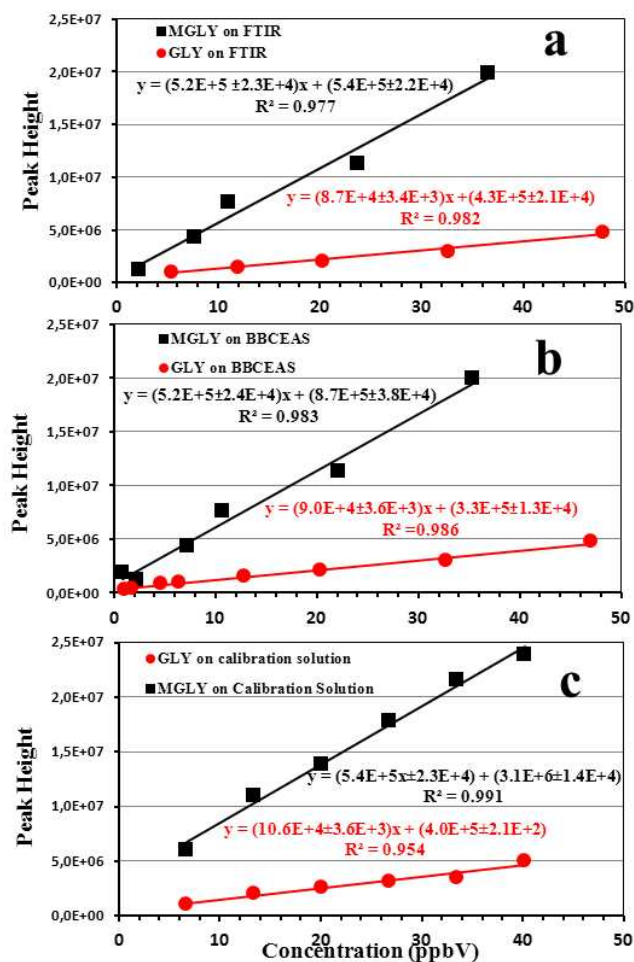 MGLY on FTIR
GLY on FTIR
a
y = (5.2E+5 ±2.3E+4)x + (5.4E+5±2.2E+4)
R² = 0.977
y = (8.7E+4±3.4E+3)x +(4.3E+5±2.1E+4)
R² = 0.982
Peak Height
2,5E+07
2,0E+07
1,5E+07
1,0E+07
5,0E+06
0,0E+00
0 10 20 30 40 50
MGLY on BBCEAS
GLY on BBCEAS
b
y = (5.2E+5±2.4E+4)x + (8.7E+5±3.8E+4)
R² = 0.983
y = (9.0E+4±3.6E+3)x + (3.3E+5±1.3E+4)
R² =0.986
Peak Height
2,5E+07
2,0E+07
1,5E+07
1,0E+07
5,0E+06
0,0E+00
0 10 20 30 40 50
GLY on calibration solution
MGLY on Calibration Solution
c
y = (5.4E+5x±2.3E+4) + (3.1E+6±1.4E+4)
R² = 0.991
y = (10.6E+4±3.6E+3)x + (4.0E+5±2.1E+2)
R² = 0.954
Peak Height
2,5E+07
2,0E+07
1,5E+07
1,0E+07
5,0E+06
0,0E+00
0 10 20 30 40 50
Concentration (ppbV)